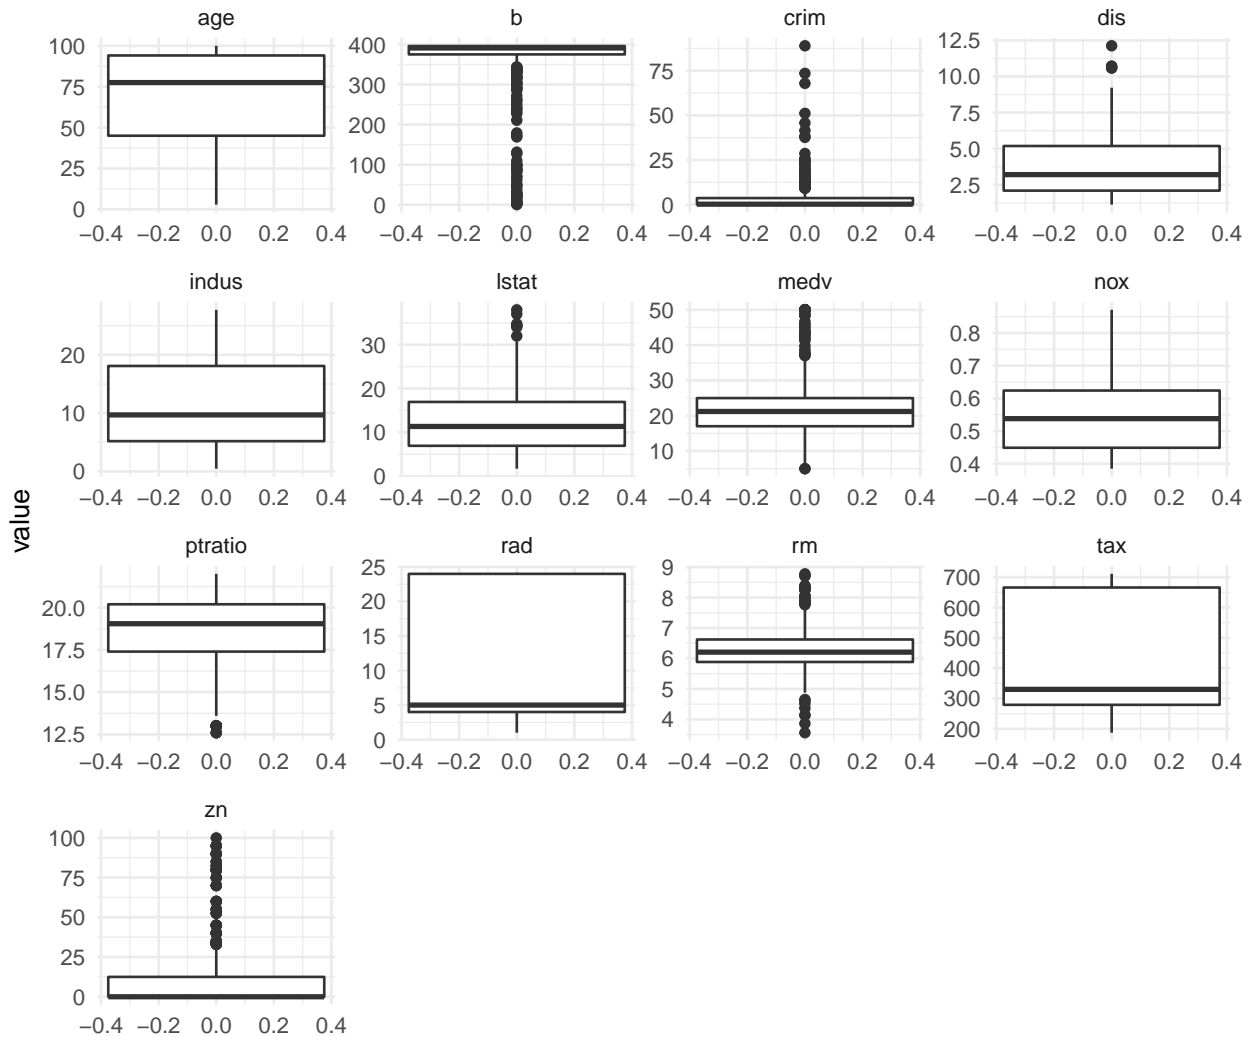 age b crim dis
100 400 12.5
75 300 75 10.0
50 200 50 7.5
25 100 25 5.0
0 0 0 2.5
−0.4 −0.2 0.0 0.2 0.4 −0.4 −0.2 0.0 0.2 0.4 −0.4 −0.2 0.0 0.2 0.4 −0.4 −0.2 0.0 0.2 0.4
indus lstat medv nox
20 30 50 0.8
10 20 40 0.7
0 10 30 0.6
0 20 0.5
10 0.4
−0.4 −0.2 0.0 0.2 0.4 −0.4 −0.2 0.0 0.2 0.4 −0.4 −0.2 0.0 0.2 0.4 −0.4 −0.2 0.0 0.2 0.4
value
ptratio rad rm tax
20.0 25 9 700
17.5 20 8 600
15.0 15 7 500
12.5 10 6 400
5 5 300
0 4 200
−0.4 −0.2 0.0 0.2 0.4 −0.4 −0.2 0.0 0.2 0.4 −0.4 −0.2 0.0 0.2 0.4 −0.4 −0.2 0.0 0.2 0.4
zn
100
75
50
25
0
−0.4 −0.2 0.0 0.2 0.4